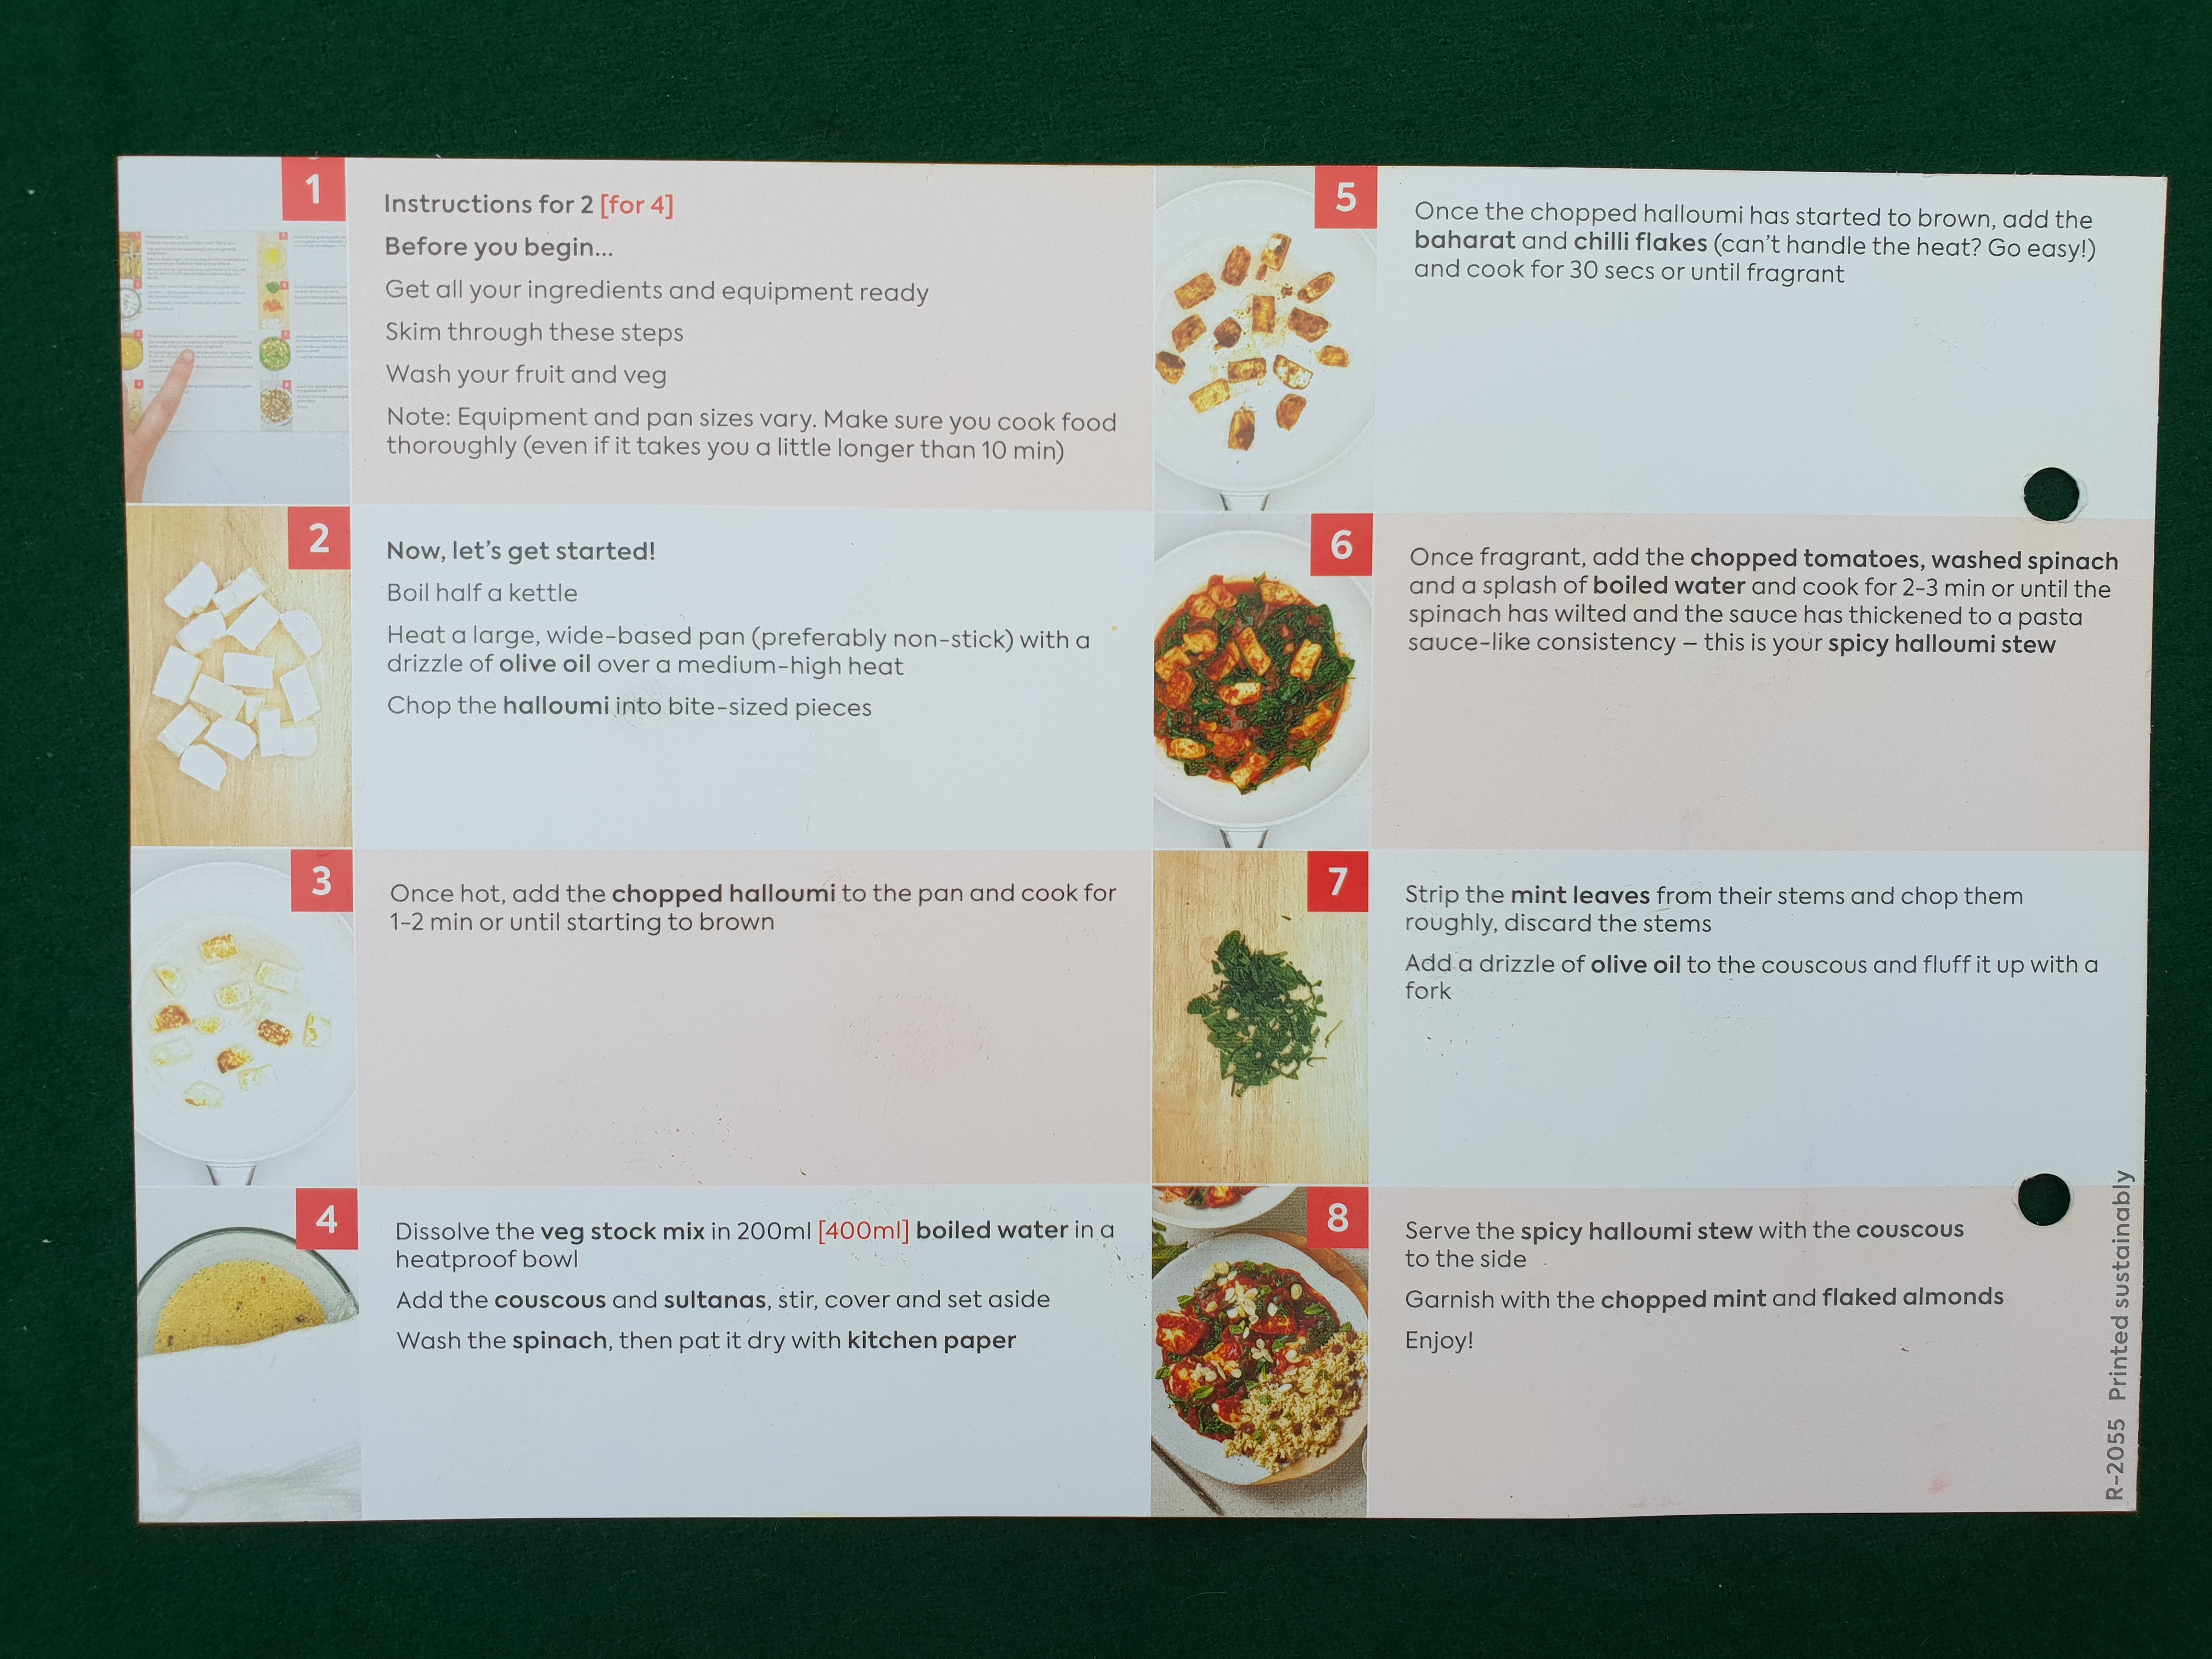 1
Instructions for 2 [for 4]
Before you begin...
Get all your ingredients and equipment ready
Skim through these steps
Wash your fruit and veg
Note: Equipment and pan sizes vary. Make sure you cook food
thoroughly (even if it takes you a little longer than 10 min)
2
Now, let's get started!
Boil half a kettle
Heat a large, wide-based pan (preferably non-stick) with a
drizzle of olive oil over a medium-high heat
Chop the halloumi into bite-sized pieces
3
Once hot, add the chopped halloumi to the pan and cook for
1-2 min or until starting to brown
4
Dissolve the veg stock mix in 200ml [400ml] boiled water in a
heatproof bowl
Add the couscous and sultanas, stir, cover and set aside
Wash the spinach, then pat it dry with kitchen paper
5
Once the chopped halloumi has started to brown, add the
baharat and chilli flakes (can't handle the heat? Go easy!)
and cook for 30 secs or until fragrant
6
Once fragrant, add the chopped tomatoes, washed spinach
and a splash of boiled water and cook for 2-3 min or until the
spinach has wilted and the sauce has thickened to a pasta
sauce-like consistency – this is your spicy halloumi stew
7
Strip the mint leaves from their stems and chop them
roughly, discard the stems
Add a drizzle of olive oil to the couscous and fluff it up with a
fork
8
Serve the spicy halloumi stew with the couscous
to the side
Garnish with the chopped mint and flaked almonds
Enjoy!
R-2055 Printed sustainably